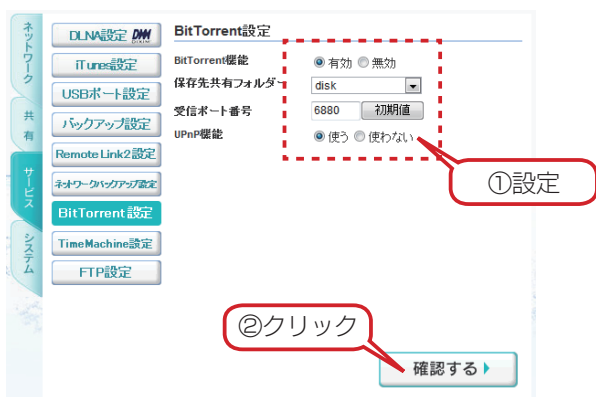 ネットワーク
共有
サービス
システム
DLNA設定
iTunes設定
USBポート設定
バックアップ設定
Remote Link2設定
ネットワークバックアップ設定
BitTorrent設定
TimeMachine設定
FTP設定
BitTorrent設定
BitTorrent機能 有効 無効
保存先共有フォルダー disk
受信ポート番号 6880 初期値
UPnP機能 使う 使わない
①設定
②クリック
確認する